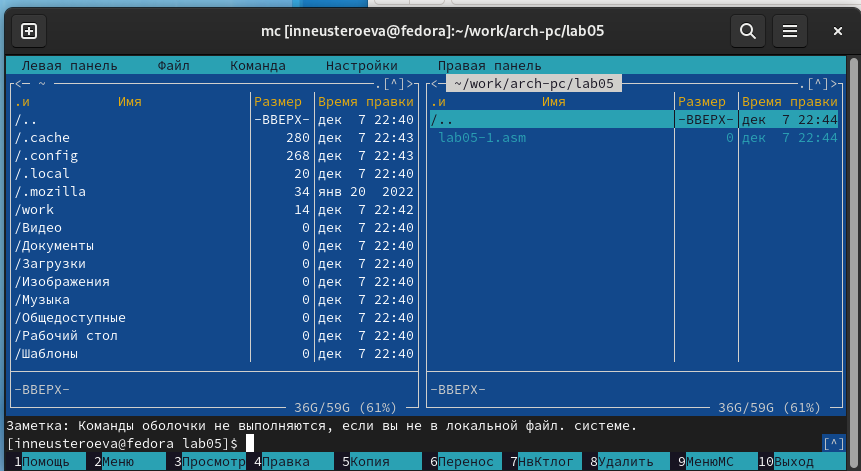 mc [inneusteroeva@fedora]:~/work/arch-pc/lab05
Левая панель Файл Команда Настройки Правая панель
<— ~ .[^]> <— ~/work/arch-pc/lab05 .[^]>
.и Имя Размер Время правки .и Имя Размер Время правки
/.. -ВВЕРХ- дек 7 22:40 /.. -ВВЕРХ- дек 7 22:44
/.cache 280 дек 7 22:43 lab05-1.asm 0 дек 7 22:44
/.config 268 дек 7 22:43
/.local 20 дек 7 22:40
/.mozilla 34 янв 20 2022
/work 14 дек 7 22:42
/Видео 0 дек 7 22:40
/Документы 0 дек 7 22:40
/Загрузки 0 дек 7 22:40
/Изображения 0 дек 7 22:40
/Музыка 0 дек 7 22:40
/Общедоступные 0 дек 7 22:40
/Рабочий стол 0 дек 7 22:40
/Шаблоны 0 дек 7 22:40
-ВВЕРХ- -ВВЕРХ-
36G/59G (61%) 36G/59G (61%)
Заметка: Команды оболочки не выполняются, если вы не в локальной файл. системе.
[inneusteroeva@fedora lab05]$ [^]
1Помощь 2Меню 3Просмотр 4Правка 5Копия 6Перенос 7НвКтлог 8Удалить 9МенюМС 10Выход